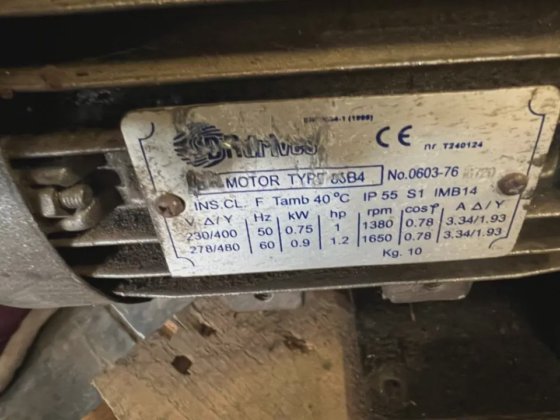 CE
nr T240124
drives
MOTOR TYPE 63B4 No.0603-76
INS.CL. F Tamb 40 °C IP 55 S1 IMB14
V Δ/Y Hz kW hp rpm cosφ A Δ/Y
230/400 50 0.75 1 1380 0.78 3.34/1.93
278/480 60 0.9 1.2 1650 0.78 3.34/1.93
Kg. 10